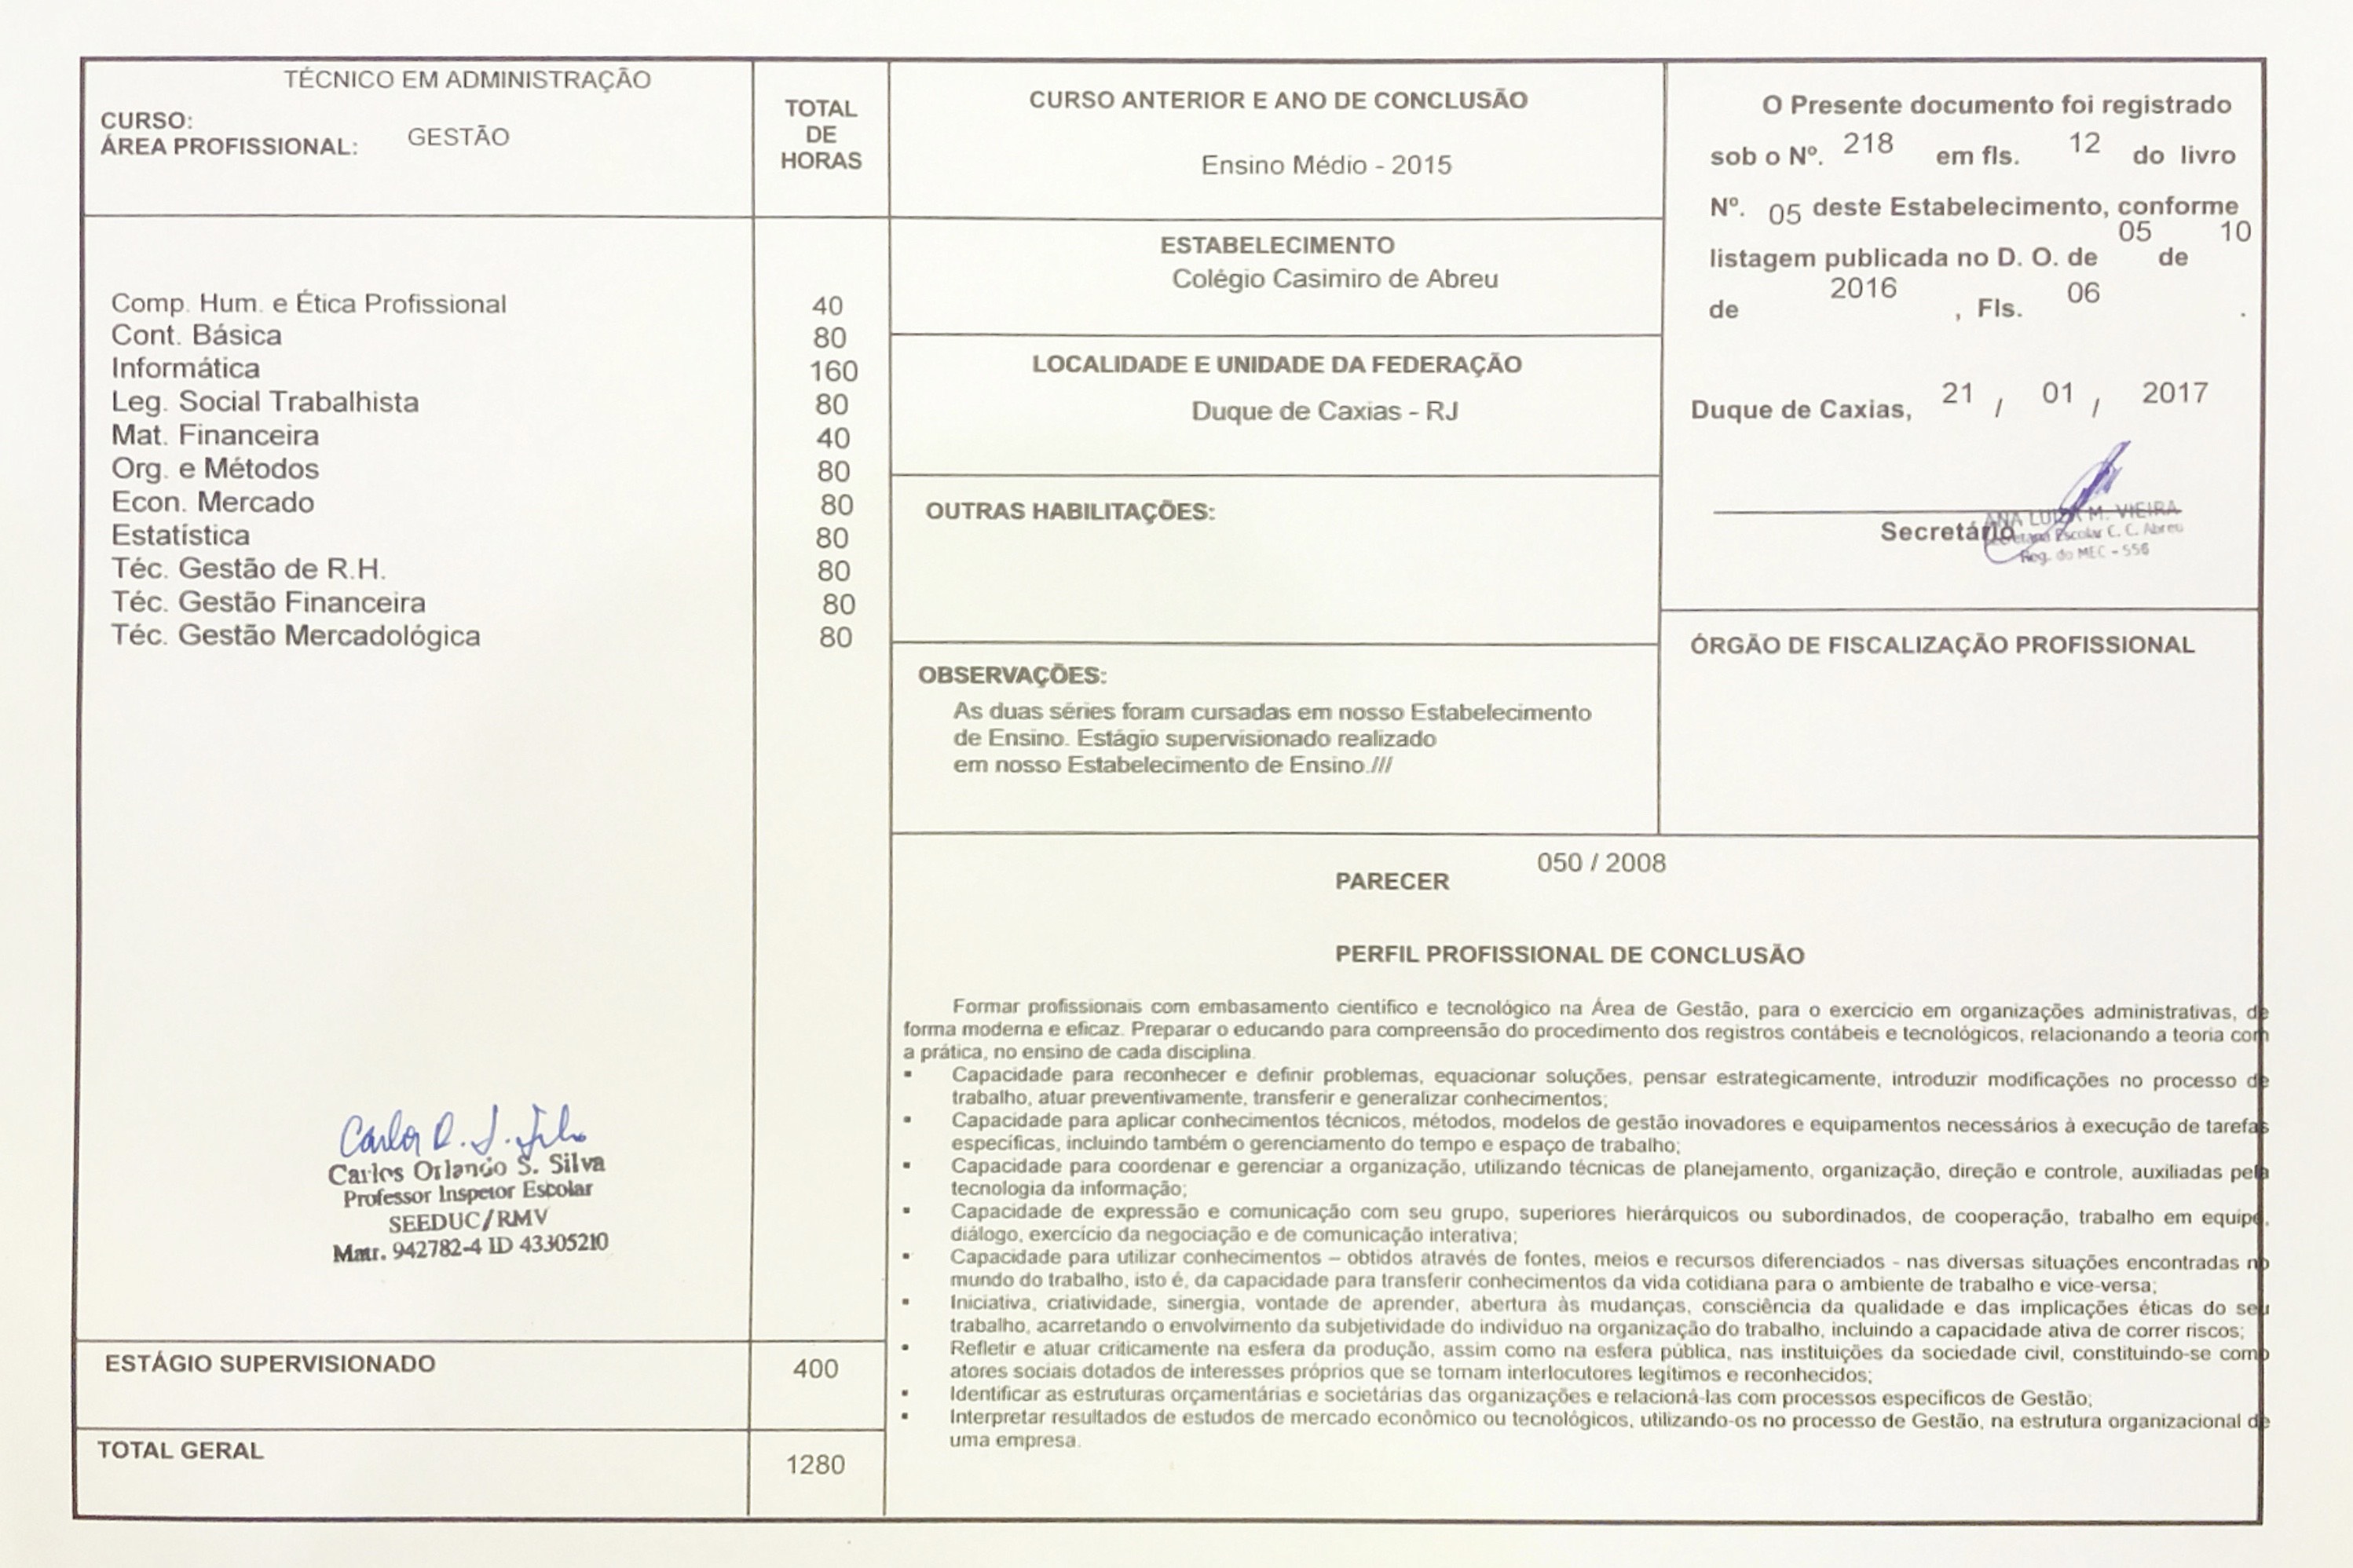 TÉCNICO EM ADMINISTRAÇÃO
CURSO:
ÁREA PROFISSIONAL: GESTÃO
TOTAL
DE
HORAS
Comp. Hum. e Ética Profissional 40
Cont. Básica 80
Informática 160
Leg. Social Trabalhista 80
Mat. Financeira 40
Org. e Métodos 80
Econ. Mercado 80
Estatística 80
Téc. Gestão de R.H. 80
Téc. Gestão Financeira 80
Téc. Gestão Mercadológica 80
Carlos Orlando S. Silva
Professor Inspetor Escolar
SEEDUC/RMV
Matr. 942782-4 ID 43305210
ESTÁGIO SUPERVISIONADO 400
TOTAL GERAL 1280
CURSO ANTERIOR E ANO DE CONCLUSÃO
Ensino Médio - 2015
ESTABELECIMENTO
Colégio Casimiro de Abreu
LOCALIDADE E UNIDADE DA FEDERAÇÃO
Duque de Caxias - RJ
OUTRAS HABILITAÇÕES:
OBSERVAÇÕES:
As duas séries foram cursadas em nosso Estabelecimento
de Ensino. Estágio supervisionado realizado
em nosso Estabelecimento de Ensino.///
O Presente documento foi registrado
sob o Nº. 218 em fls. 12 do livro
Nº. 05 deste Estabelecimento, conforme
listagem publicada no D. O. de 05 de 10
de 2016 , Fls. 06 .
Duque de Caxias, 21 / 01 / 2017
Secretário
ANA LUIZA M. VIEIRA
Secretária Escolar C. C. Abreu
Reg. do MEC - 556
ÓRGÃO DE FISCALIZAÇÃO PROFISSIONAL
PARECER 050 / 2008
PERFIL PROFISSIONAL DE CONCLUSÃO
Formar profissionais com embasamento científico e tecnológico na Área de Gestão, para o exercício em organizações administrativas, de
forma moderna e eficaz. Preparar o educando para compreensão do procedimento dos registros contábeis e tecnológicos, relacionando a teoria com
a prática, no ensino de cada disciplina.
▪ Capacidade para reconhecer e definir problemas, equacionar soluções, pensar estrategicamente, introduzir modificações no processo de
trabalho, atuar preventivamente, transferir e generalizar conhecimentos;
▪ Capacidade para aplicar conhecimentos técnicos, métodos, modelos de gestão inovadores e equipamentos necessários à execução de tarefas
específicas, incluindo também o gerenciamento do tempo e espaço de trabalho;
▪ Capacidade para coordenar e gerenciar a organização, utilizando técnicas de planejamento, organização, direção e controle, auxiliadas pela
tecnologia da informação;
▪ Capacidade de expressão e comunicação com seu grupo, superiores hierárquicos ou subordinados, de cooperação, trabalho em equipe,
diálogo, exercício da negociação e de comunicação interativa;
▪ Capacidade para utilizar conhecimentos – obtidos através de fontes, meios e recursos diferenciados - nas diversas situações encontradas no
mundo do trabalho, isto é, da capacidade para transferir conhecimentos da vida cotidiana para o ambiente de trabalho e vice-versa;
▪ Iniciativa, criatividade, sinergia, vontade de aprender, abertura às mudanças, consciência da qualidade e das implicações éticas do seu
trabalho, acarretando o envolvimento da subjetividade do indivíduo na organização do trabalho, incluindo a capacidade ativa de correr riscos;
▪ Refletir e atuar criticamente na esfera da produção, assim como na esfera pública, nas instituições da sociedade civil, constituindo-se como
atores sociais dotados de interesses próprios que se tornam interlocutores legítimos e reconhecidos;
▪ Identificar as estruturas orçamentárias e societárias das organizações e relacioná-las com processos específicos de Gestão;
▪ Interpretar resultados de estudos de mercado econômico ou tecnológicos, utilizando-os no processo de Gestão, na estrutura organizacional de
uma empresa.